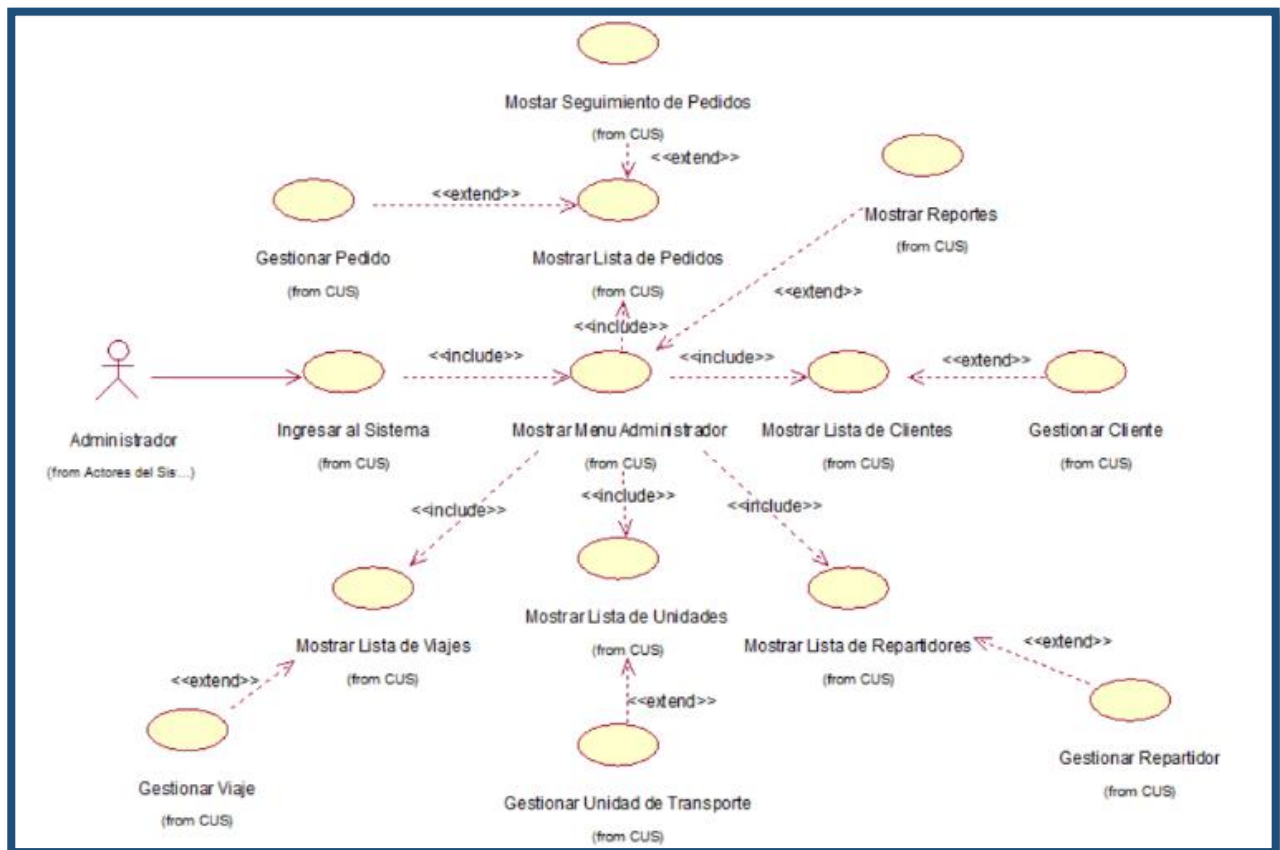 Mostar Seguimiento de Pedidos
(from CUS)
<<extend>>
Mostrar Reportes
(from CUS)
<<extend>>
Gestionar Pedido
(from CUS)
Mostrar Lista de Pedidos
(from CUS)
<<extend>>
<<include>>
<<include>>
<<include>>
<<extend>>
Administrador
(from Actores del Sis...)
Ingresar al Sistema
(from CUS)
Mostrar Menu Administrador
(from CUS)
Mostrar Lista de Clientes
(from CUS)
Gestionar Cliente
(from CUS)
<<include>>
<<include>>
<<include>>
Mostrar Lista de Viajes
(from CUS)
Mostrar Lista de Unidades
(from CUS)
Mostrar Lista de Repartidores
(from CUS)
<<extend>>
<<extend>>
<<extend>>
Gestionar Viaje
(from CUS)
Gestionar Unidad de Transporte
(from CUS)
Gestionar Repartidor
(from CUS)